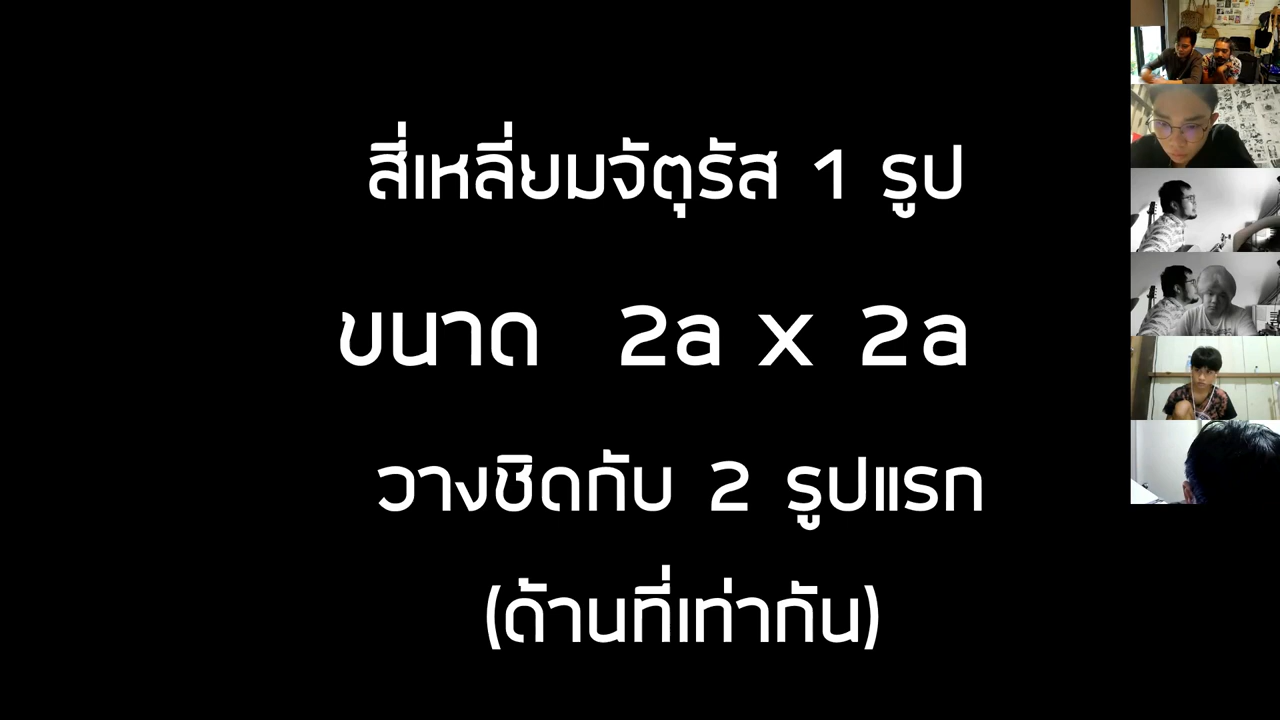 สี่เหลี่ยมจัตุรัส 1 รูป
ขนาด 2a x 2a
วางชิดกับ 2 รูปแรก
(ด้านที่เท่ากัน)